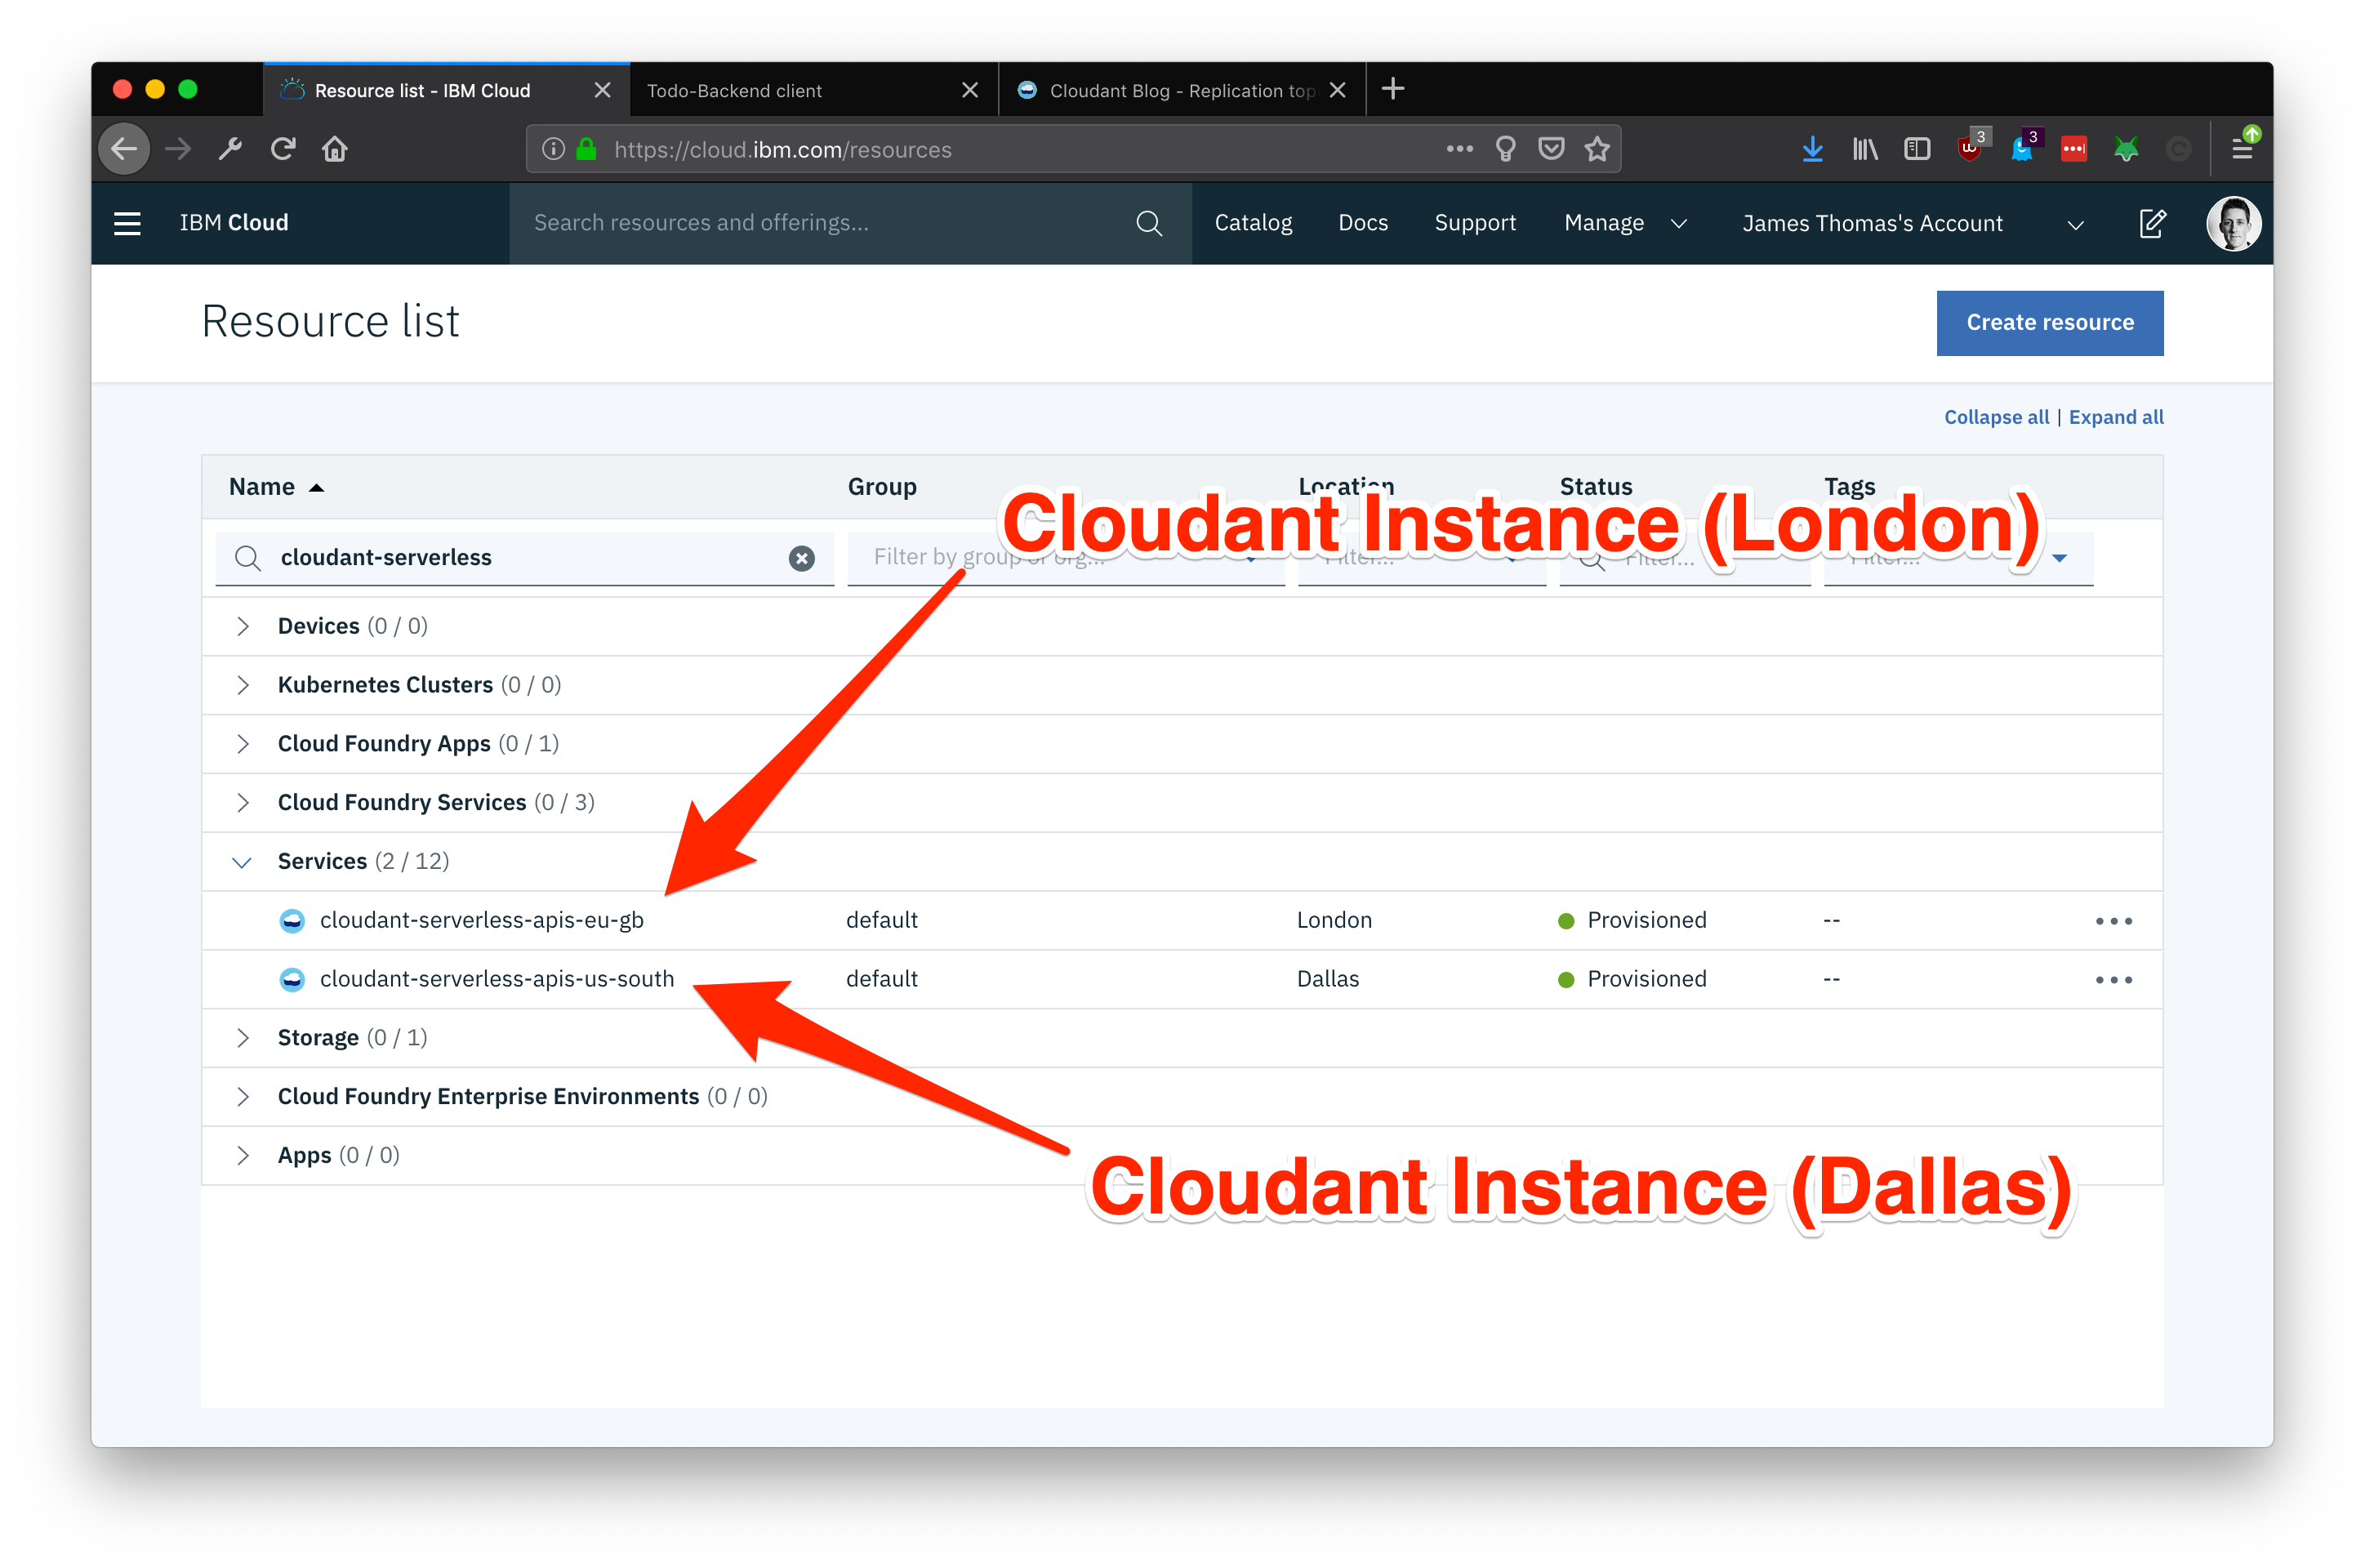 Resource list - IBM Cloud
Todo-Backend client
Cloudant Blog - Replication top
https://cloud.ibm.com/resources
3
3
IBM Cloud
Search resources and offerings...
Catalog
Docs
Support
Manage
James Thomas's Account
Resource list
Create resource
Collapse all | Expand all
Name
Group
Location
Status
Tags
Cloudant Instance (London)
cloudant-serverless
Filter by group or org...
Filter...
Filter...
Filter...
Devices (0 / 0)
Kubernetes Clusters (0 / 0)
Cloud Foundry Apps (0 / 1)
Cloud Foundry Services (0 / 3)
Services (2 / 12)
cloudant-serverless-apis-eu-gb default London Provisioned --
cloudant-serverless-apis-us-south default Dallas Provisioned --
Storage (0 / 1)
Cloud Foundry Enterprise Environments (0 / 0)
Apps (0 / 0)
Cloudant Instance (Dallas)